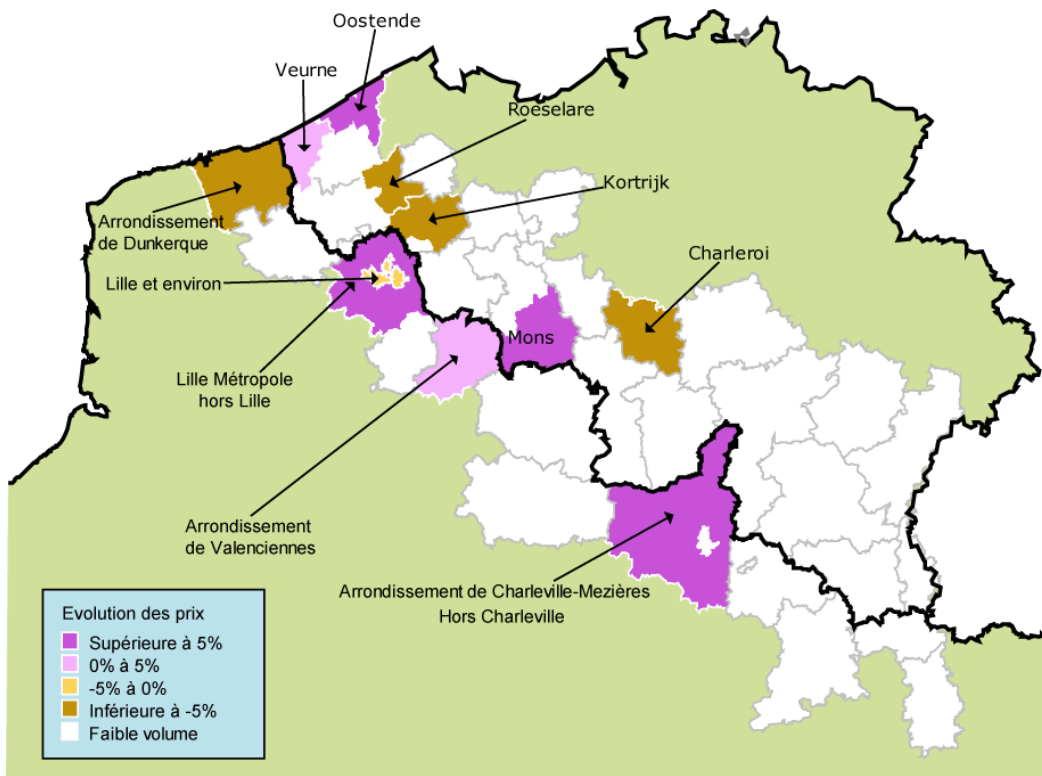 Oostende
Veurne
Roeselare
Kortrijk
Arrondissement
de Dunkerque
Charleroi
Lille et environ
Mons
Lille Métropole
hors Lille
Arrondissement
de Valenciennes
Arrondissement de Charleville-Mezières
Hors Charleville
Evolution des prix
Supérieure à 5%
0% à 5%
-5% à 0%
Inférieure à -5%
Faible volume